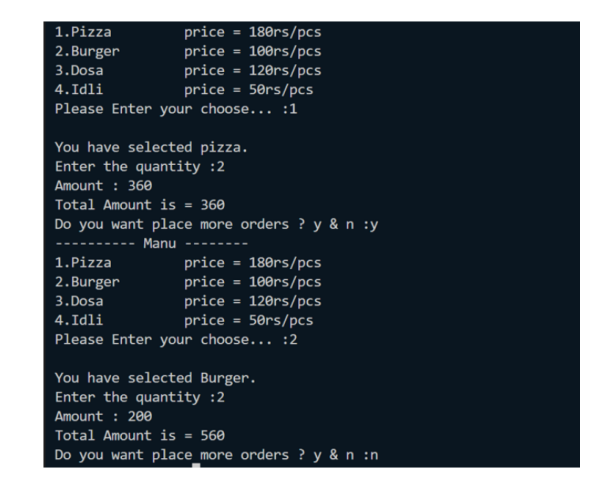 1.Pizza price = 180rs/pcs
2.Burger price = 100rs/pcs
3.Dosa price = 120rs/pcs
4.Idli price = 50rs/pcs
Please Enter your choose... :1
You have selected pizza.
Enter the quantity :2
Amount : 360
Total Amount is = 360
Do you want place more orders ? y & n :y
---------- Manu --------
1.Pizza price = 180rs/pcs
2.Burger price = 100rs/pcs
3.Dosa price = 120rs/pcs
4.Idli price = 50rs/pcs
Please Enter your choose... :2
You have selected Burger.
Enter the quantity :2
Amount : 200
Total Amount is = 560
Do you want place more orders ? y & n :n